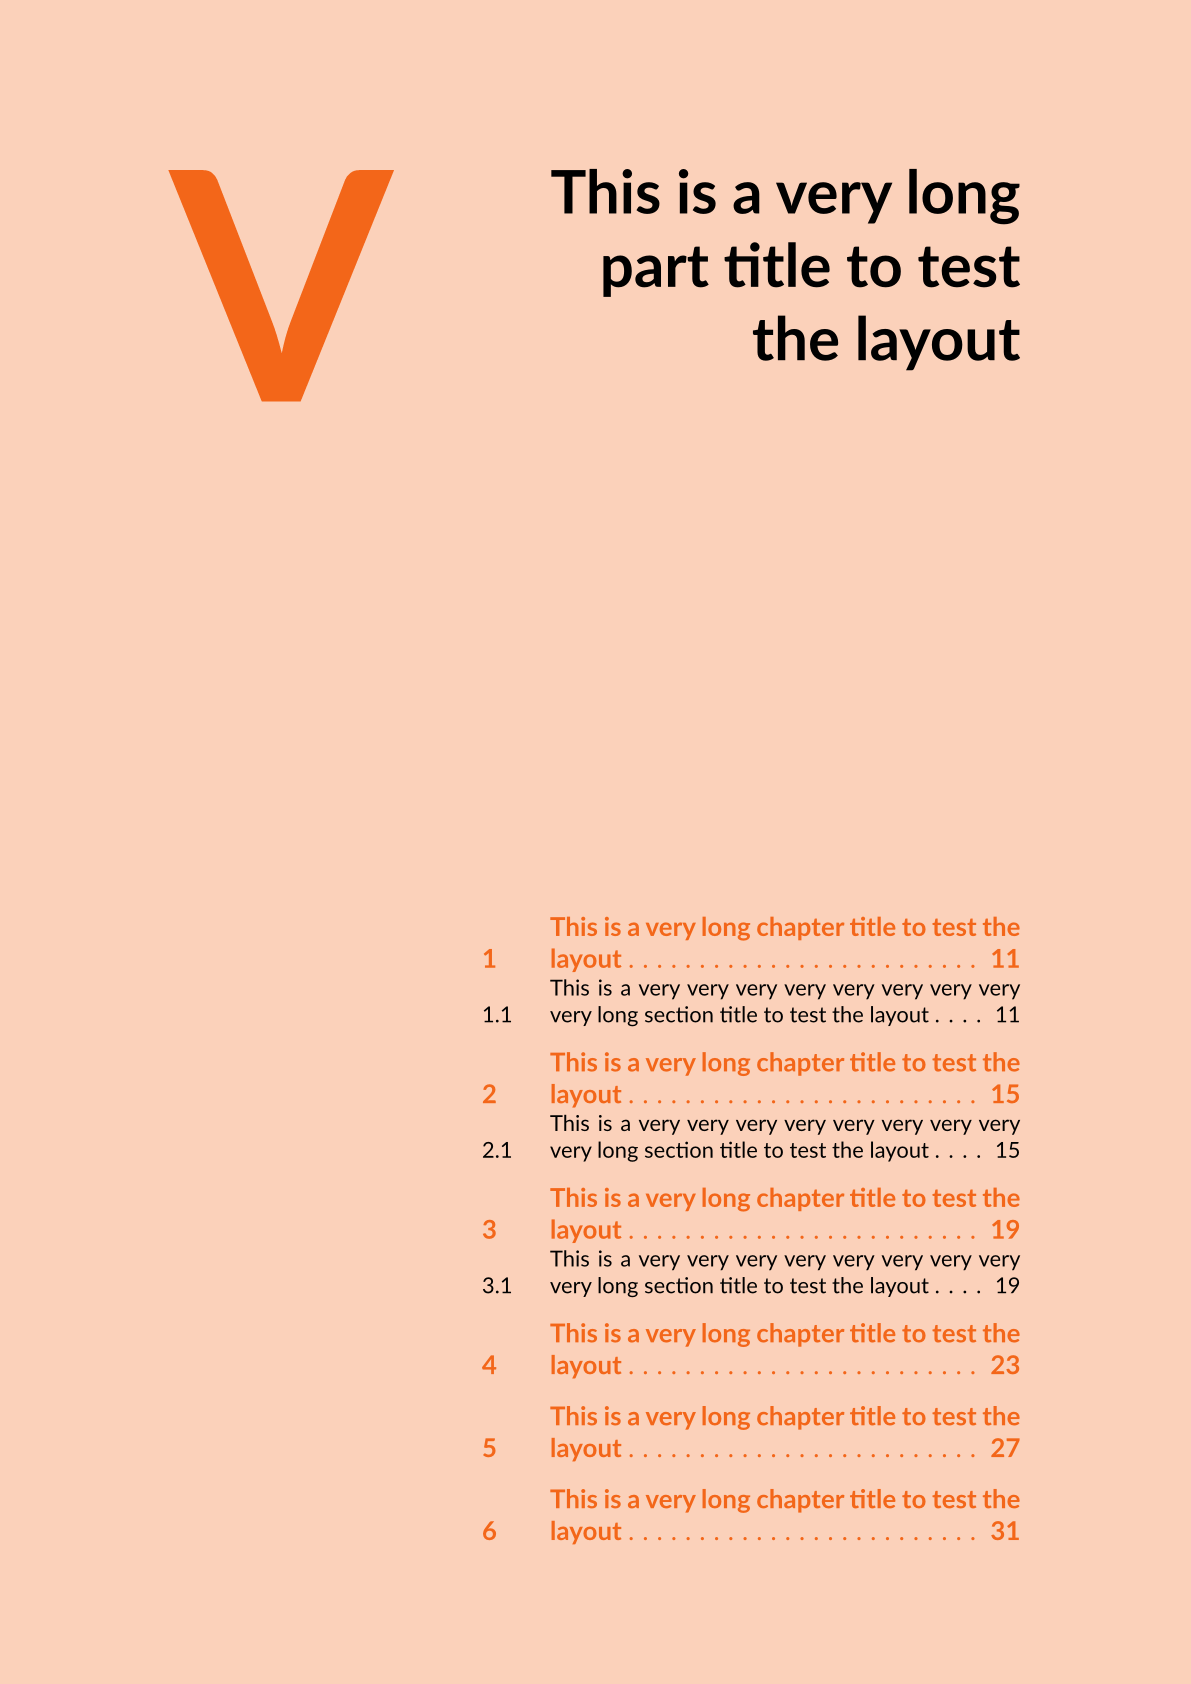 V
This is a very long
part title to test
the layout
This is a very long chapter title to test the
1 layout . . . . . . . . . . . . . . . . . . . . . . . . . 11
This is a very very very very very very very very
1.1 very long section title to test the layout . . . . 11
This is a very long chapter title to test the
2 layout . . . . . . . . . . . . . . . . . . . . . . . . . 15
This is a very very very very very very very very
2.1 very long section title to test the layout . . . . 15
This is a very long chapter title to test the
3 layout . . . . . . . . . . . . . . . . . . . . . . . . . 19
This is a very very very very very very very very
3.1 very long section title to test the layout . . . . 19
This is a very long chapter title to test the
4 layout . . . . . . . . . . . . . . . . . . . . . . . . . 23
This is a very long chapter title to test the
5 layout . . . . . . . . . . . . . . . . . . . . . . . . . 27
This is a very long chapter title to test the
6 layout . . . . . . . . . . . . . . . . . . . . . . . . . 31